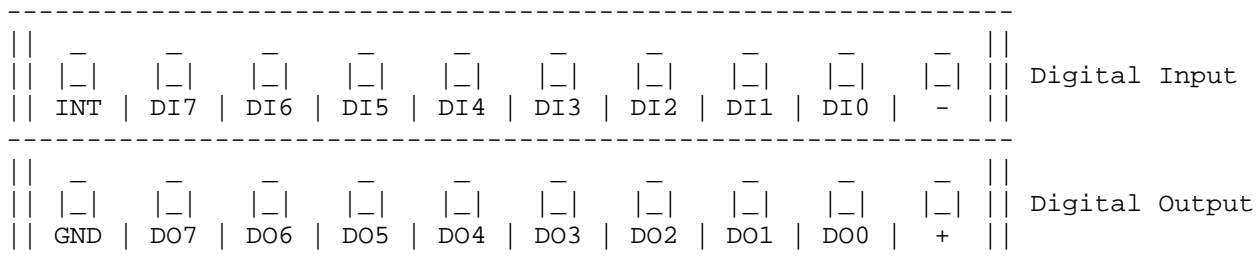 ---------------------------------------------------------------
||  _     _     _     _     _     _     _     _     _     _  ||
|| |_|   |_|   |_|   |_|   |_|   |_|   |_|   |_|   |_|   |_| || Digital Input
|| INT | DI7 | DI6 | DI5 | DI4 | DI3 | DI2 | DI1 | DI0 |  -  ||
---------------------------------------------------------------
||  _     _     _     _     _     _     _     _     _     _  ||
|| |_|   |_|   |_|   |_|   |_|   |_|   |_|   |_|   |_|   |_| || Digital Output
|| GND | DO7 | DO6 | DO5 | DO4 | DO3 | DO2 | DO1 | DO0 |  +  ||